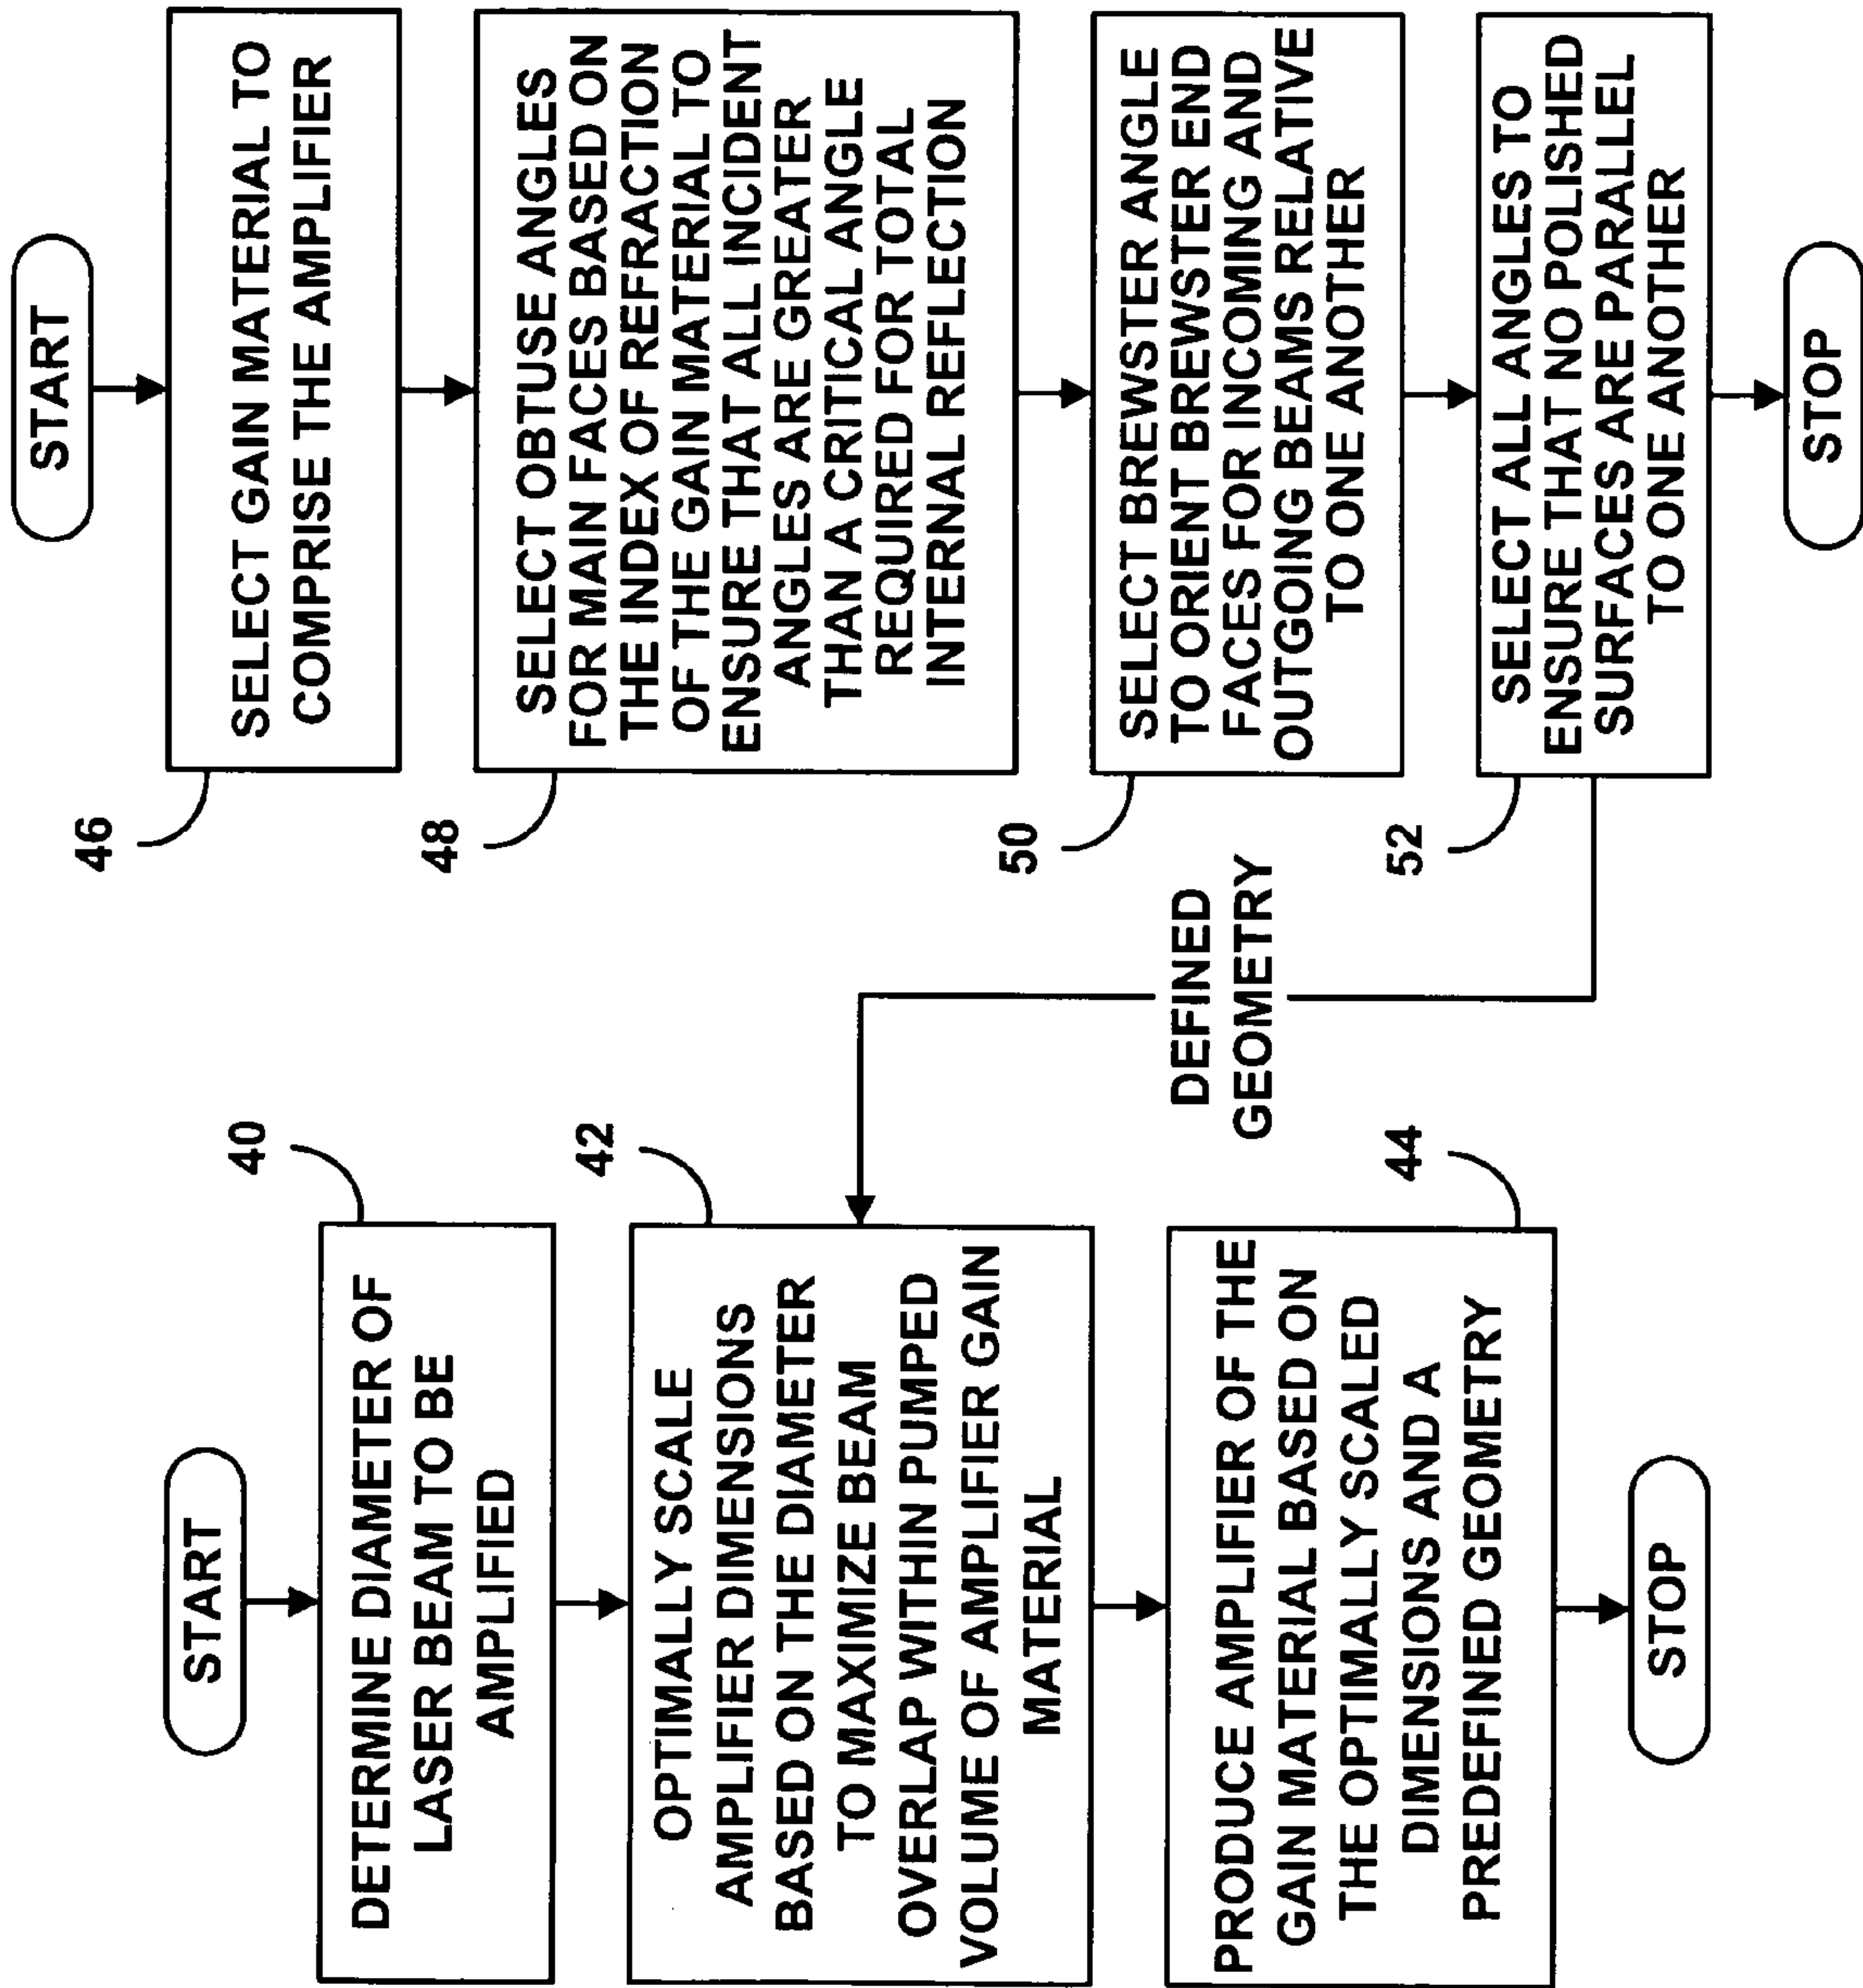 START
40
DETERMINE DIAMETER OF
LASER BEAM TO BE
AMPLIFIED
42
OPTIMALLY SCALE
AMPLIFIER DIMENSIONS
BASED ON THE DIAMETER
TO MAXIMIZE BEAM
OVERLAP WITHIN PUMPED
VOLUME OF AMPLIFIER GAIN
MATERIAL
44
PRODUCE AMPLIFIER OF THE
GAIN MATERIAL BASED ON
THE OPTIMALLY SCALED
DIMENSIONS AND A
PREDEFINED GEOMETRY
STOP
DEFINED
GEOMETRY
START
46
SELECT GAIN MATERIAL TO
COMPRISE THE AMPLIFIER
48
SELECT OBTUSE ANGLES
FOR MAIN FACES BASED ON
THE INDEX OF REFRACTION
OF THE GAIN MATERIAL TO
ENSURE THAT ALL INCIDENT
ANGLES ARE GREATER
THAN A CRITICAL ANGLE
REQUIRED FOR TOTAL
INTERNAL REFLECTION
50
SELECT BREWSTER ANGLE
TO ORIENT BREWSTER END
FACES FOR INCOMING AND
OUTGOING BEAMS RELATIVE
TO ONE ANOTHER
52
SELECT ALL ANGLES TO
ENSURE THAT NO POLISHED
SURFACES ARE PARALLEL
TO ONE ANOTHER
STOP